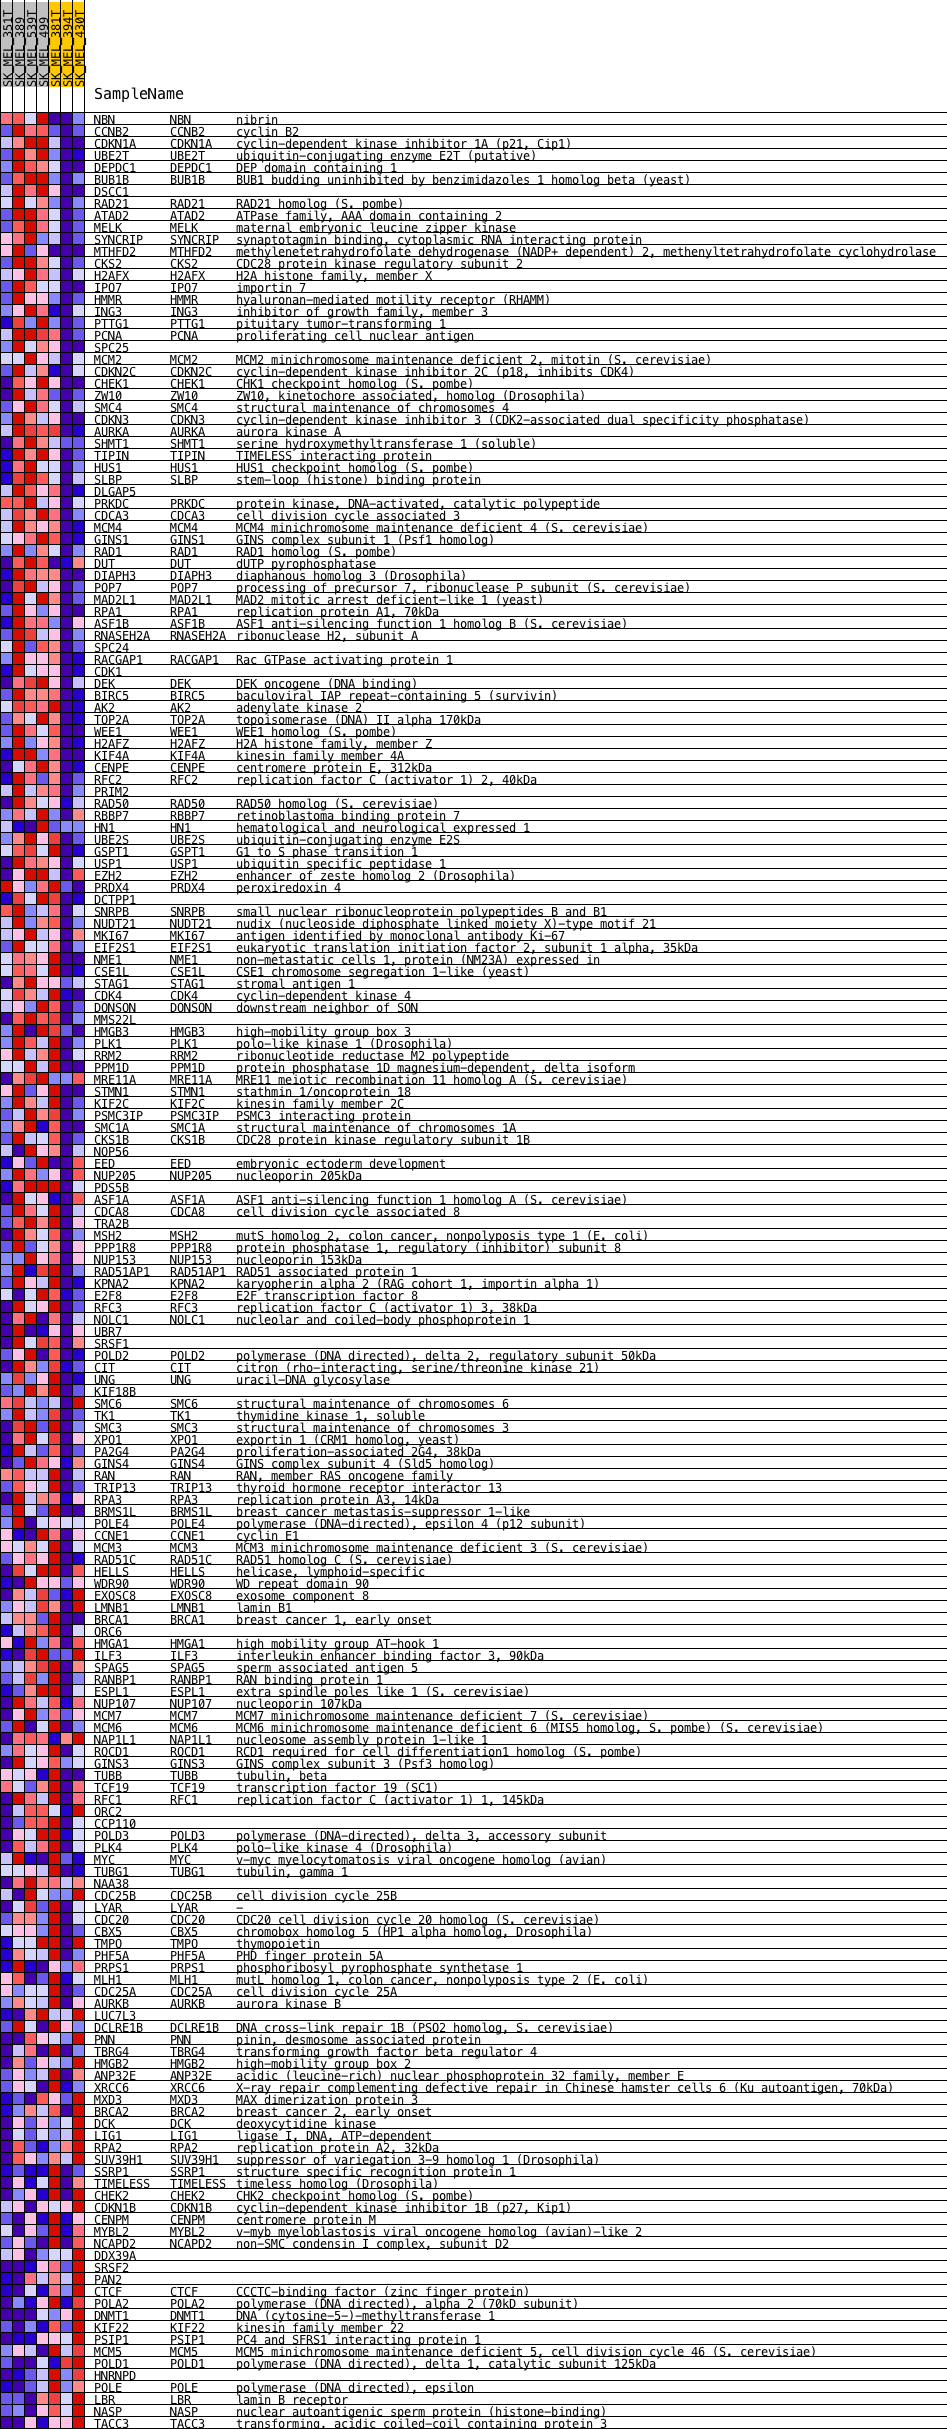 SK_MEL_351T
SK_MEL_389
SK_MEL_539T
SK_MEL_499
SK_MEL_381T
SK_MEL_394T
SK_MEL_430T
SampleName
NBN NBN nibrin
CCNB2 CCNB2 cyclin B2
CDKN1A CDKN1A cyclin-dependent kinase inhibitor 1A (p21, Cip1)
UBE2T UBE2T ubiquitin-conjugating enzyme E2T (putative)
DEPDC1 DEPDC1 DEP domain containing 1
BUB1B BUB1B BUB1 budding uninhibited by benzimidazoles 1 homolog beta (yeast)
DSCC1
RAD21 RAD21 RAD21 homolog (S. pombe)
ATAD2 ATAD2 ATPase family, AAA domain containing 2
MELK MELK maternal embryonic leucine zipper kinase
SYNCRIP SYNCRIP synaptotagmin binding, cytoplasmic RNA interacting protein
MTHFD2 MTHFD2 methylenetetrahydrofolate dehydrogenase (NADP+ dependent) 2, methenyltetrahydrofolate cyclohydrolase
CKS2 CKS2 CDC28 protein kinase regulatory subunit 2
H2AFX H2AFX H2A histone family, member X
IPO7 IPO7 importin 7
HMMR HMMR hyaluronan-mediated motility receptor (RHAMM)
ING3 ING3 inhibitor of growth family, member 3
PTTG1 PTTG1 pituitary tumor-transforming 1
PCNA PCNA proliferating cell nuclear antigen
SPC25
MCM2 MCM2 MCM2 minichromosome maintenance deficient 2, mitotin (S. cerevisiae)
CDKN2C CDKN2C cyclin-dependent kinase inhibitor 2C (p18, inhibits CDK4)
CHEK1 CHEK1 CHK1 checkpoint homolog (S. pombe)
ZW10 ZW10 ZW10, kinetochore associated, homolog (Drosophila)
SMC4 SMC4 structural maintenance of chromosomes 4
CDKN3 CDKN3 cyclin-dependent kinase inhibitor 3 (CDK2-associated dual specificity phosphatase)
AURKA AURKA aurora kinase A
SHMT1 SHMT1 serine hydroxymethyltransferase 1 (soluble)
TIPIN TIPIN TIMELESS interacting protein
HUS1 HUS1 HUS1 checkpoint homolog (S. pombe)
SLBP SLBP stem-loop (histone) binding protein
DLGAP5
PRKDC PRKDC protein kinase, DNA-activated, catalytic polypeptide
CDCA3 CDCA3 cell division cycle associated 3
MCM4 MCM4 MCM4 minichromosome maintenance deficient 4 (S. cerevisiae)
GINS1 GINS1 GINS complex subunit 1 (Psf1 homolog)
RAD1 RAD1 RAD1 homolog (S. pombe)
DUT DUT dUTP pyrophosphatase
DIAPH3 DIAPH3 diaphanous homolog 3 (Drosophila)
POP7 POP7 processing of precursor 7, ribonuclease P subunit (S. cerevisiae)
MAD2L1 MAD2L1 MAD2 mitotic arrest deficient-like 1 (yeast)
RPA1 RPA1 replication protein A1, 70kDa
ASF1B ASF1B ASF1 anti-silencing function 1 homolog B (S. cerevisiae)
RNASEH2A RNASEH2A ribonuclease H2, subunit A
SPC24
RACGAP1 RACGAP1 Rac GTPase activating protein 1
CDK1
DEK DEK DEK oncogene (DNA binding)
BIRC5 BIRC5 baculoviral IAP repeat-containing 5 (survivin)
AK2 AK2 adenylate kinase 2
TOP2A TOP2A topoisomerase (DNA) II alpha 170kDa
WEE1 WEE1 WEE1 homolog (S. pombe)
H2AFZ H2AFZ H2A histone family, member Z
KIF4A KIF4A kinesin family member 4A
CENPE CENPE centromere protein E, 312kDa
RFC2 RFC2 replication factor C (activator 1) 2, 40kDa
PRIM2
RAD50 RAD50 RAD50 homolog (S. cerevisiae)
RBBP7 RBBP7 retinoblastoma binding protein 7
HN1 HN1 hematological and neurological expressed 1
UBE2S UBE2S ubiquitin-conjugating enzyme E2S
GSPT1 GSPT1 G1 to S phase transition 1
USP1 USP1 ubiquitin specific peptidase 1
EZH2 EZH2 enhancer of zeste homolog 2 (Drosophila)
PRDX4 PRDX4 peroxiredoxin 4
DCTPP1
SNRPB SNRPB small nuclear ribonucleoprotein polypeptides B and B1
NUDT21 NUDT21 nudix (nucleoside diphosphate linked moiety X)-type motif 21
MKI67 MKI67 antigen identified by monoclonal antibody Ki-67
EIF2S1 EIF2S1 eukaryotic translation initiation factor 2, subunit 1 alpha, 35kDa
NME1 NME1 non-metastatic cells 1, protein (NM23A) expressed in
CSE1L CSE1L CSE1 chromosome segregation 1-like (yeast)
STAG1 STAG1 stromal antigen 1
CDK4 CDK4 cyclin-dependent kinase 4
DONSON DONSON downstream neighbor of SON
MMS22L
HMGB3 HMGB3 high-mobility group box 3
PLK1 PLK1 polo-like kinase 1 (Drosophila)
RRM2 RRM2 ribonucleotide reductase M2 polypeptide
PPM1D PPM1D protein phosphatase 1D magnesium-dependent, delta isoform
MRE11A MRE11A MRE11 meiotic recombination 11 homolog A (S. cerevisiae)
STMN1 STMN1 stathmin 1/oncoprotein 18
KIF2C KIF2C kinesin family member 2C
PSMC3IP PSMC3IP PSMC3 interacting protein
SMC1A SMC1A structural maintenance of chromosomes 1A
CKS1B CKS1B CDC28 protein kinase regulatory subunit 1B
NOP56
EED EED embryonic ectoderm development
NUP205 NUP205 nucleoporin 205kDa
PDS5B
ASF1A ASF1A ASF1 anti-silencing function 1 homolog A (S. cerevisiae)
CDCA8 CDCA8 cell division cycle associated 8
TRA2B
MSH2 MSH2 mutS homolog 2, colon cancer, nonpolyposis type 1 (E. coli)
PPP1R8 PPP1R8 protein phosphatase 1, regulatory (inhibitor) subunit 8
NUP153 NUP153 nucleoporin 153kDa
RAD51AP1 RAD51AP1 RAD51 associated protein 1
KPNA2 KPNA2 karyopherin alpha 2 (RAG cohort 1, importin alpha 1)
E2F8 E2F8 E2F transcription factor 8
RFC3 RFC3 replication factor C (activator 1) 3, 38kDa
NOLC1 NOLC1 nucleolar and coiled-body phosphoprotein 1
UBR7
SRSF1
POLD2 POLD2 polymerase (DNA directed), delta 2, regulatory subunit 50kDa
CIT CIT citron (rho-interacting, serine/threonine kinase 21)
UNG UNG uracil-DNA glycosylase
KIF18B
SMC6 SMC6 structural maintenance of chromosomes 6
TK1 TK1 thymidine kinase 1, soluble
SMC3 SMC3 structural maintenance of chromosomes 3
XPO1 XPO1 exportin 1 (CRM1 homolog, yeast)
PA2G4 PA2G4 proliferation-associated 2G4, 38kDa
GINS4 GINS4 GINS complex subunit 4 (Sld5 homolog)
RAN RAN RAN, member RAS oncogene family
TRIP13 TRIP13 thyroid hormone receptor interactor 13
RPA3 RPA3 replication protein A3, 14kDa
BRMS1L BRMS1L breast cancer metastasis-suppressor 1-like
POLE4 POLE4 polymerase (DNA-directed), epsilon 4 (p12 subunit)
CCNE1 CCNE1 cyclin E1
MCM3 MCM3 MCM3 minichromosome maintenance deficient 3 (S. cerevisiae)
RAD51C RAD51C RAD51 homolog C (S. cerevisiae)
HELLS HELLS helicase, lymphoid-specific
WDR90 WDR90 WD repeat domain 90
EXOSC8 EXOSC8 exosome component 8
LMNB1 LMNB1 lamin B1
BRCA1 BRCA1 breast cancer 1, early onset
ORC6
HMGA1 HMGA1 high mobility group AT-hook 1
ILF3 ILF3 interleukin enhancer binding factor 3, 90kDa
SPAG5 SPAG5 sperm associated antigen 5
RANBP1 RANBP1 RAN binding protein 1
ESPL1 ESPL1 extra spindle poles like 1 (S. cerevisiae)
NUP107 NUP107 nucleoporin 107kDa
MCM7 MCM7 MCM7 minichromosome maintenance deficient 7 (S. cerevisiae)
MCM6 MCM6 MCM6 minichromosome maintenance deficient 6 (MIS5 homolog, S. pombe) (S. cerevisiae)
NAP1L1 NAP1L1 nucleosome assembly protein 1-like 1
RQCD1 RQCD1 RCD1 required for cell differentiation1 homolog (S. pombe)
GINS3 GINS3 GINS complex subunit 3 (Psf3 homolog)
TUBB TUBB tubulin, beta
TCF19 TCF19 transcription factor 19 (SC1)
RFC1 RFC1 replication factor C (activator 1) 1, 145kDa
ORC2
CCP110
POLD3 POLD3 polymerase (DNA-directed), delta 3, accessory subunit
PLK4 PLK4 polo-like kinase 4 (Drosophila)
MYC MYC v-myc myelocytomatosis viral oncogene homolog (avian)
TUBG1 TUBG1 tubulin, gamma 1
NAA38
CDC25B CDC25B cell division cycle 25B
LYAR LYAR -
CDC20 CDC20 CDC20 cell division cycle 20 homolog (S. cerevisiae)
CBX5 CBX5 chromobox homolog 5 (HP1 alpha homolog, Drosophila)
TMPO TMPO thymopoietin
PHF5A PHF5A PHD finger protein 5A
PRPS1 PRPS1 phosphoribosyl pyrophosphate synthetase 1
MLH1 MLH1 mutL homolog 1, colon cancer, nonpolyposis type 2 (E. coli)
CDC25A CDC25A cell division cycle 25A
AURKB AURKB aurora kinase B
LUC7L3
DCLRE1B DCLRE1B DNA cross-link repair 1B (PSO2 homolog, S. cerevisiae)
PNN PNN pinin, desmosome associated protein
TBRG4 TBRG4 transforming growth factor beta regulator 4
HMGB2 HMGB2 high-mobility group box 2
ANP32E ANP32E acidic (leucine-rich) nuclear phosphoprotein 32 family, member E
XRCC6 XRCC6 X-ray repair complementing defective repair in Chinese hamster cells 6 (Ku autoantigen, 70kDa)
MXD3 MXD3 MAX dimerization protein 3
BRCA2 BRCA2 breast cancer 2, early onset
DCK DCK deoxycytidine kinase
LIG1 LIG1 ligase I, DNA, ATP-dependent
RPA2 RPA2 replication protein A2, 32kDa
SUV39H1 SUV39H1 suppressor of variegation 3-9 homolog 1 (Drosophila)
SSRP1 SSRP1 structure specific recognition protein 1
TIMELESS TIMELESS timeless homolog (Drosophila)
CHEK2 CHEK2 CHK2 checkpoint homolog (S. pombe)
CDKN1B CDKN1B cyclin-dependent kinase inhibitor 1B (p27, Kip1)
CENPM CENPM centromere protein M
MYBL2 MYBL2 v-myb myeloblastosis viral oncogene homolog (avian)-like 2
NCAPD2 NCAPD2 non-SMC condensin I complex, subunit D2
DDX39A
SRSF2
PAN2
CTCF CTCF CCCTC-binding factor (zinc finger protein)
POLA2 POLA2 polymerase (DNA directed), alpha 2 (70kD subunit)
DNMT1 DNMT1 DNA (cytosine-5-)-methyltransferase 1
KIF22 KIF22 kinesin family member 22
PSIP1 PSIP1 PC4 and SFRS1 interacting protein 1
MCM5 MCM5 MCM5 minichromosome maintenance deficient 5, cell division cycle 46 (S. cerevisiae)
POLD1 POLD1 polymerase (DNA directed), delta 1, catalytic subunit 125kDa
HNRNPD
POLE POLE polymerase (DNA directed), epsilon
LBR LBR lamin B receptor
NASP NASP nuclear autoantigenic sperm protein (histone-binding)
TACC3 TACC3 transforming, acidic coiled-coil containing protein 3